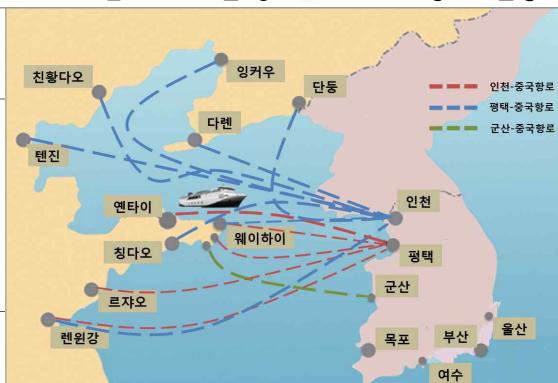 잉커우
친황다오
단둥
인천-중국항로
평택-중국항로
군산-중국항로
다롄
텐진
옌타이
인천
웨이하이
칭다오
평택
르쟈오
군산
렌윈강
목포
부산
울산
여수